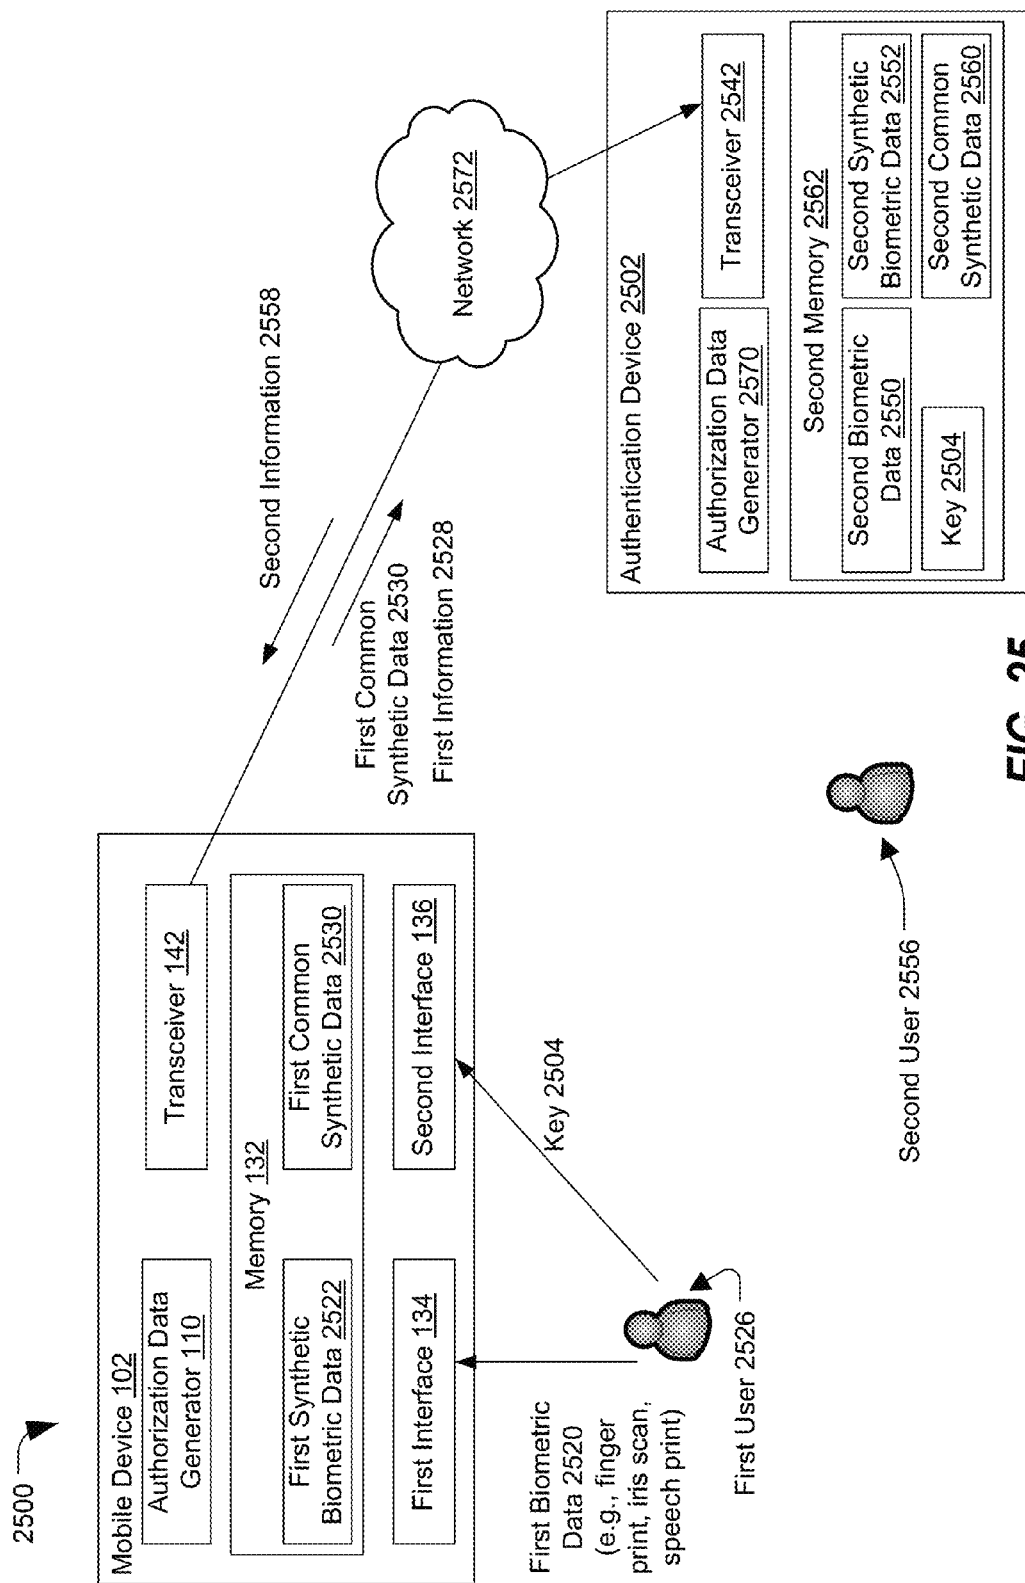 2500
Mobile Device 102
Authorization Data
Generator 110
Transceiver 142
Memory 132
First Synthetic
Biometric Data 2522
First Common
Synthetic Data 2530
First Interface 134
Second Interface 136
First Biometric
Data 2520
(e.g., finger
print, iris scan,
speech print)
Key 2504
First User 2526
Second Information 2558
First Common
Synthetic Data 2530
First Information 2528
Network 2572
Second User 2556
Authentication Device 2502
Authorization Data
Generator 2570
Transceiver 2542
Second Memory 2562
Second Biometric
Data 2550
Second Synthetic
Biometric Data 2552
Key 2504
Second Common
Synthetic Data 2560
FIG. 25